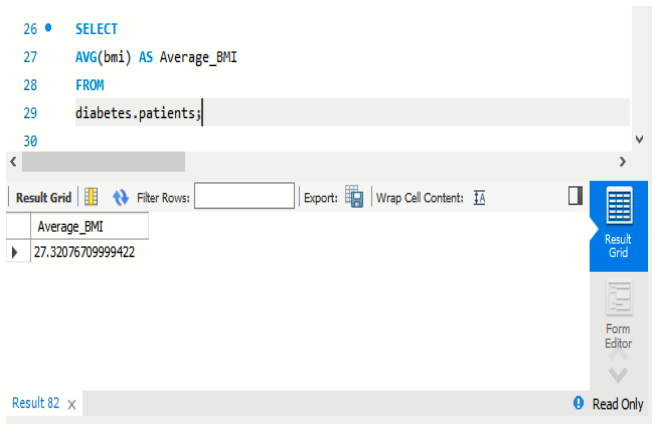 26 SELECT
27 AVG(bmi) AS Average_BMI
28 FROM
29 diabetes.patients;
30
Result Grid Filter Rows: Export: Wrap Cell Content: IA
Average_BMI
27.32076709999422
Result
Grid
Form
Editor
Result 82 × Read Only